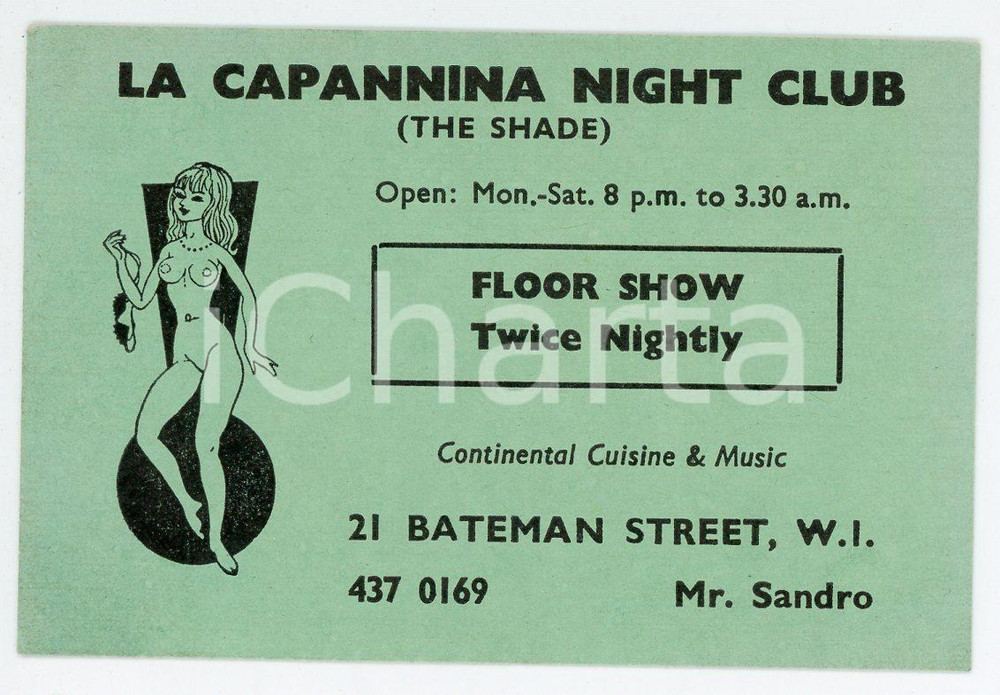 LA CAPANNINA NIGHT CLUB
(THE SHADE)
Open: Mon.-Sat. 8 p.m. to 3.30 a.m.
FLOOR SHOW
Twice Nightly
iCharta
Continental Cuisine & Music
21 BATEMAN STREET, W.I.
437 0169 Mr. Sandro